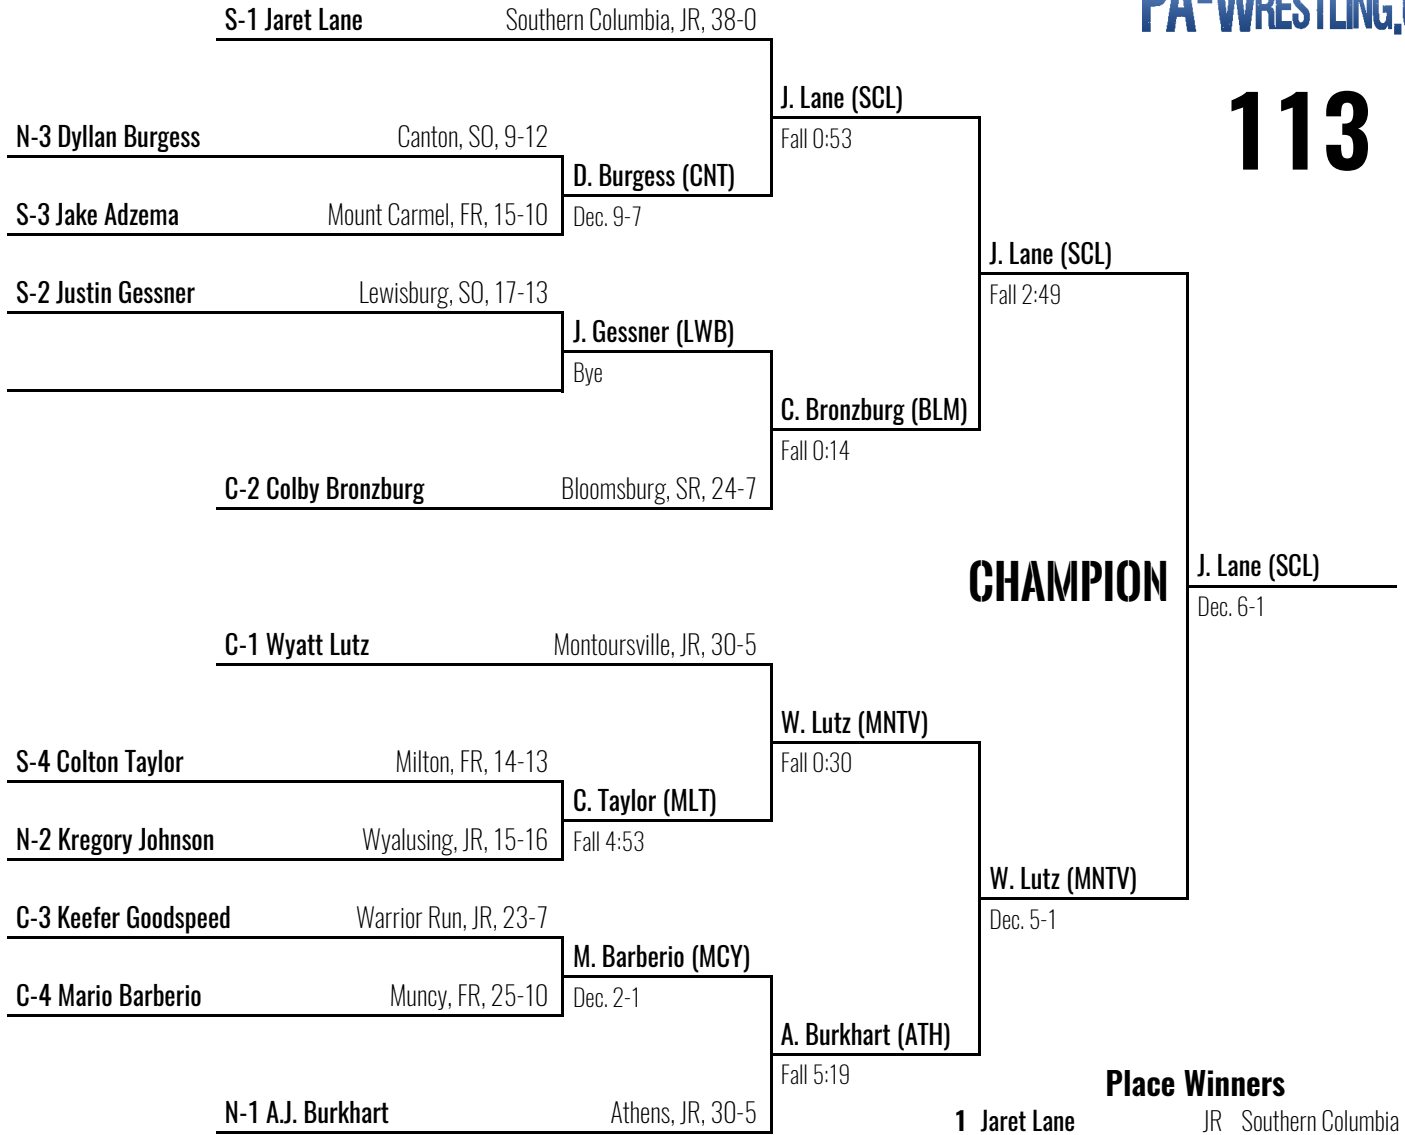 S-1 Jaret Lane Southern Columbia, JR, 38-0
PA-WRESTLING.
113
J. Lane (SCL)
Fall 0:53
N-3 Dyllan Burgess Canton, SO, 9-12
D. Burgess (CNT)
Dec. 9-7
S-3 Jake Adzema Mount Carmel, FR, 15-10
J. Lane (SCL)
Fall 2:49
S-2 Justin Gessner Lewisburg, SO, 17-13
J. Gessner (LWB)
Bye
C. Bronzburg (BLM)
Fall 0:14
C-2 Colby Bronzburg Bloomsburg, SR, 24-7
CHAMPION
J. Lane (SCL)
Dec. 6-1
C-1 Wyatt Lutz Montoursville, JR, 30-5
W. Lutz (MNTV)
Fall 0:30
S-4 Colton Taylor Milton, FR, 14-13
C. Taylor (MLT)
Fall 4:53
N-2 Kregory Johnson Wyalusing, JR, 15-16
W. Lutz (MNTV)
Dec. 5-1
C-3 Keefer Goodspeed Warrior Run, JR, 23-7
M. Barberio (MCY)
Dec. 2-1
C-4 Mario Barberio Muncy, FR, 25-10
A. Burkhart (ATH)
Fall 5:19
N-1 A.J. Burkhart Athens, JR, 30-5
Place Winners
1 Jaret Lane JR Southern Columbia